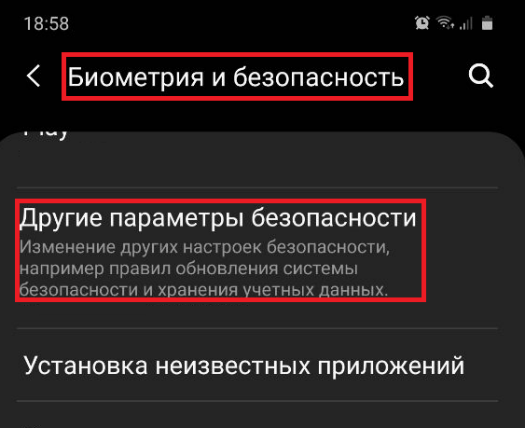 18:58
Биометрия и безопасность
Play
Другие параметры безопасности
Изменение других настроек безопасности,
например правил обновления системы
безопасности и хранения учетных данных.
Установка неизвестных приложений